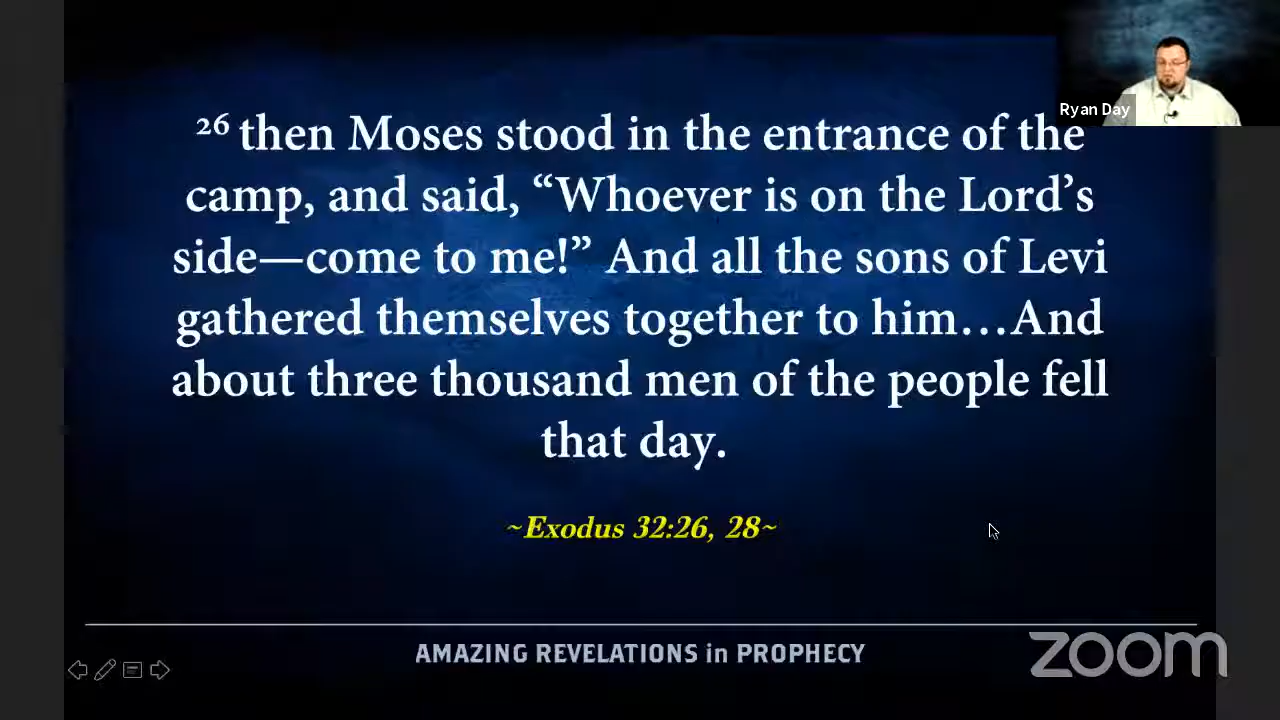 Ryan Day
²⁶ then Moses stood in the entrance of the
camp, and said, “Whoever is on the Lord’s
side—come to me!” And all the sons of Levi
gathered themselves together to him…And
about three thousand men of the people fell
that day.
~Exodus 32:26, 28~
AMAZING REVELATIONS in PROPHECY
zoom